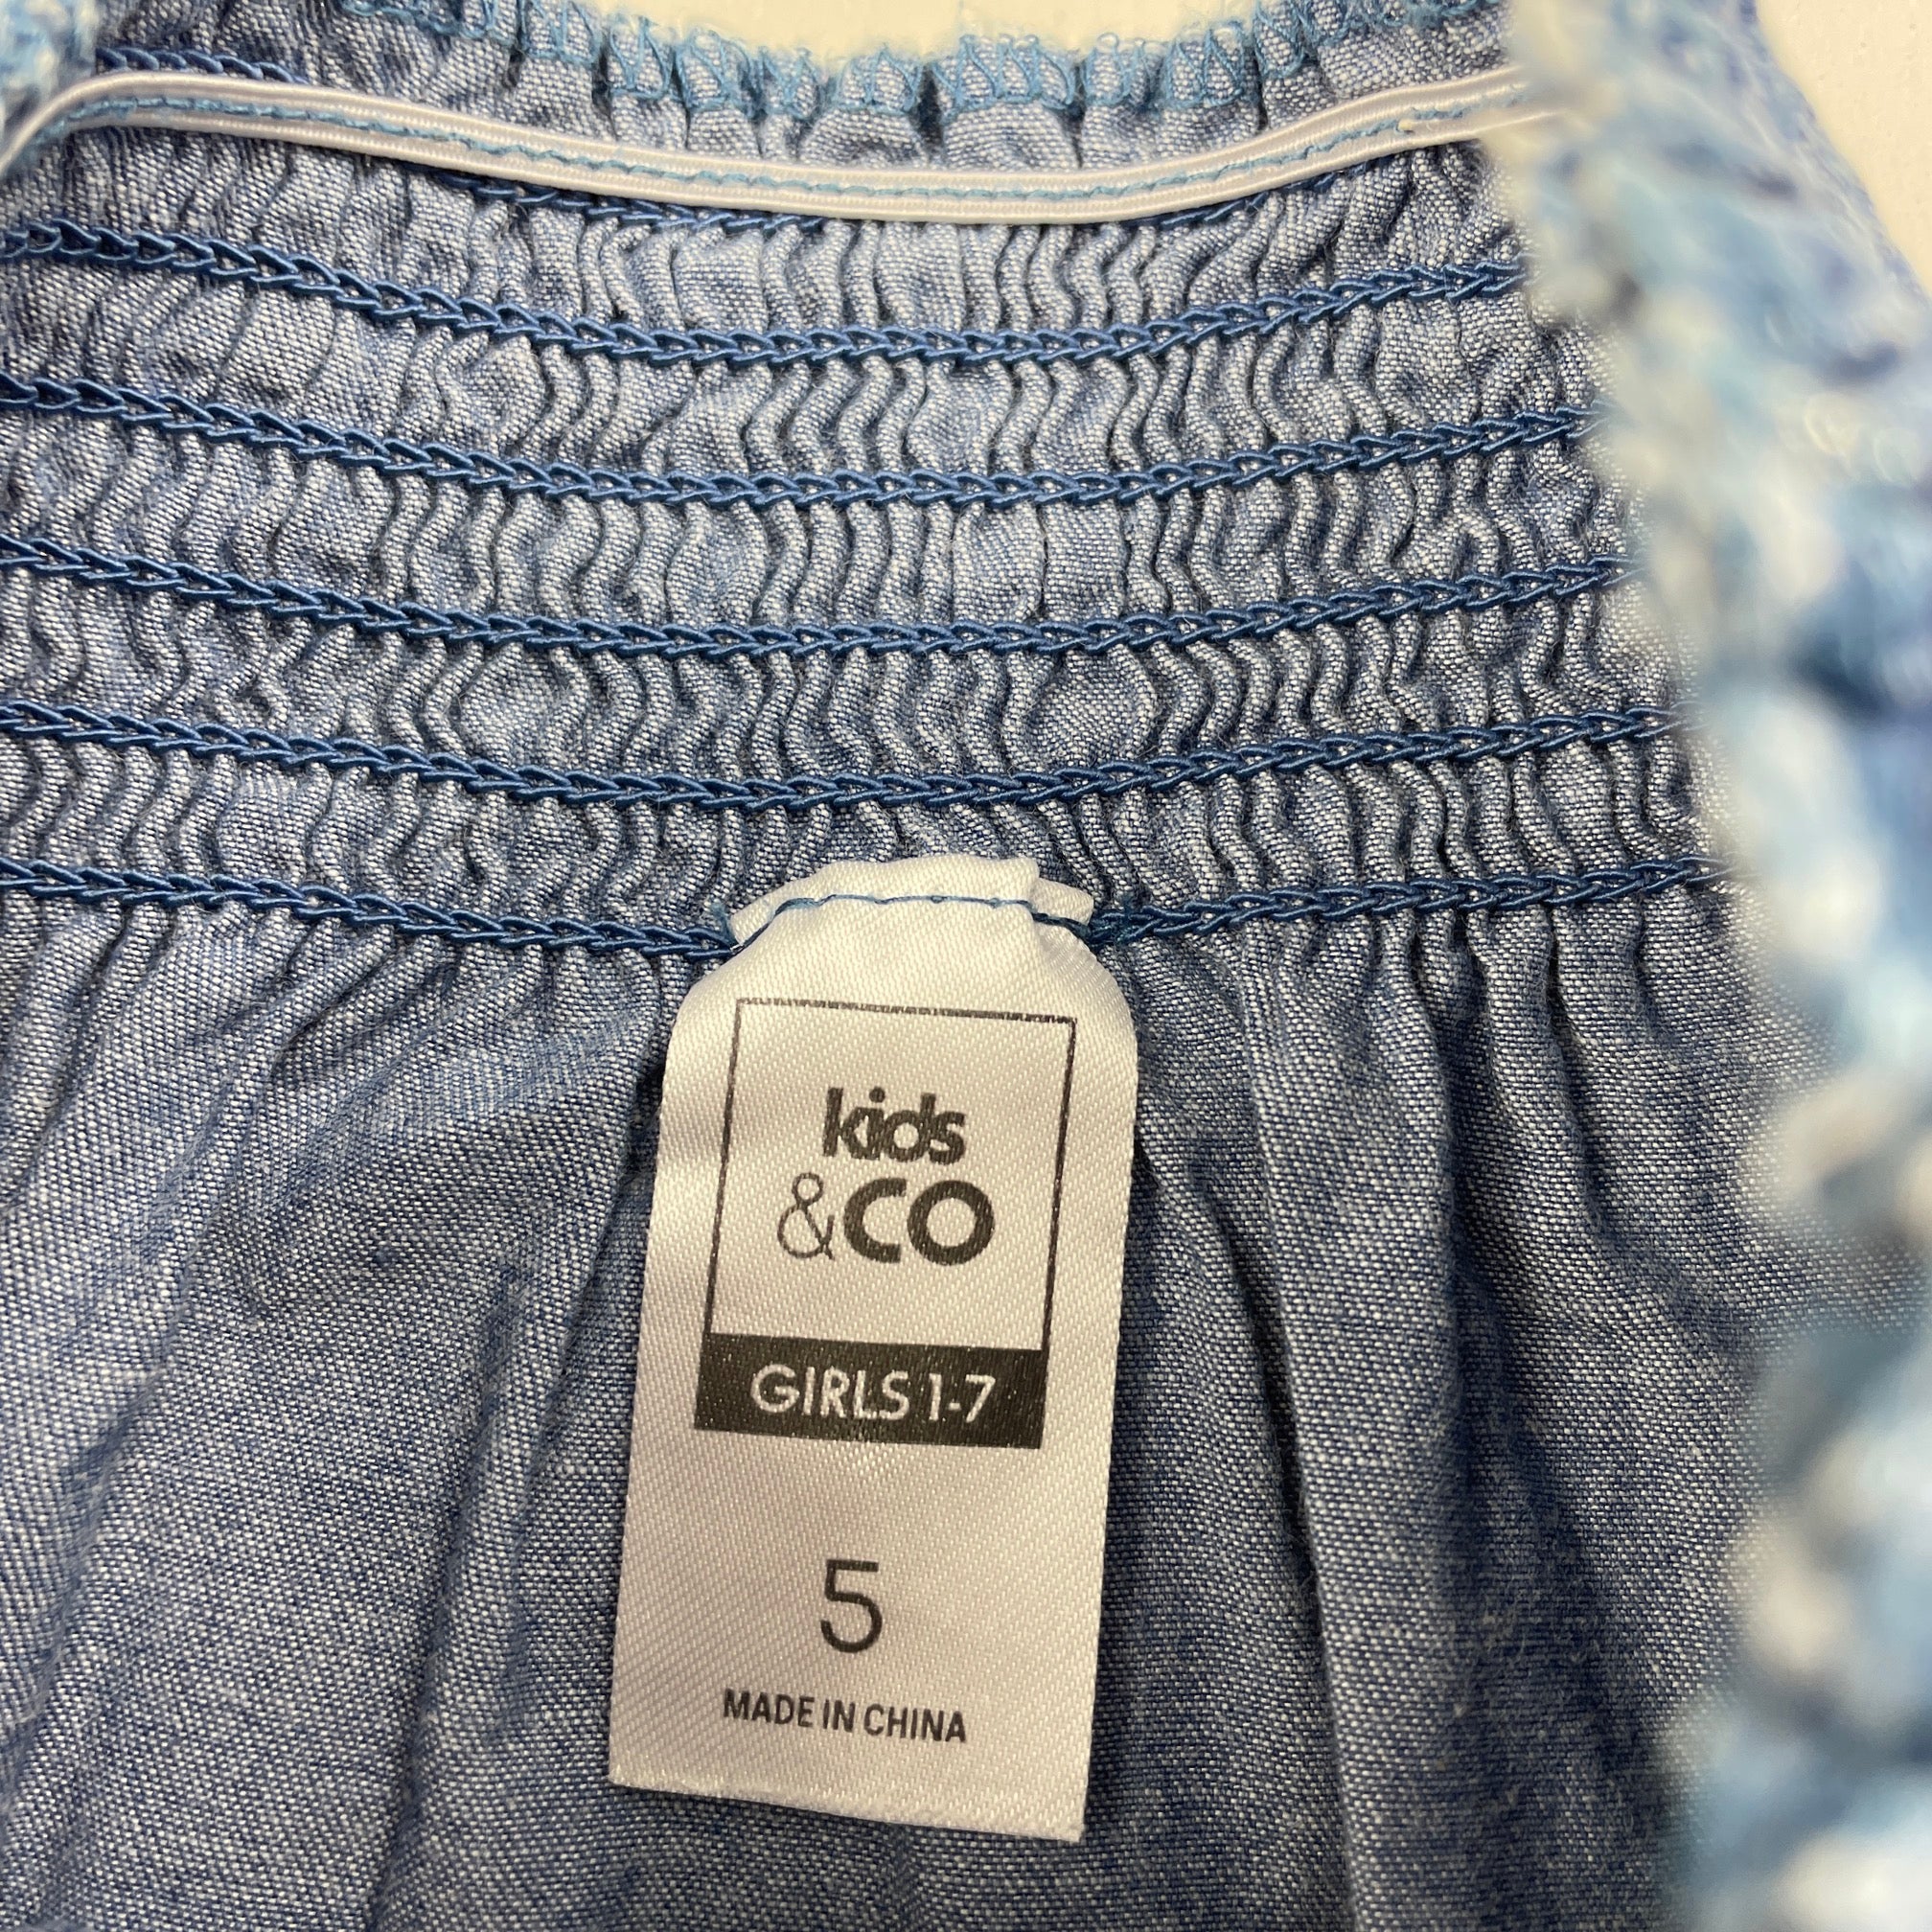 kids
&CO
GIRLS 1-7
5
MADE IN CHINA